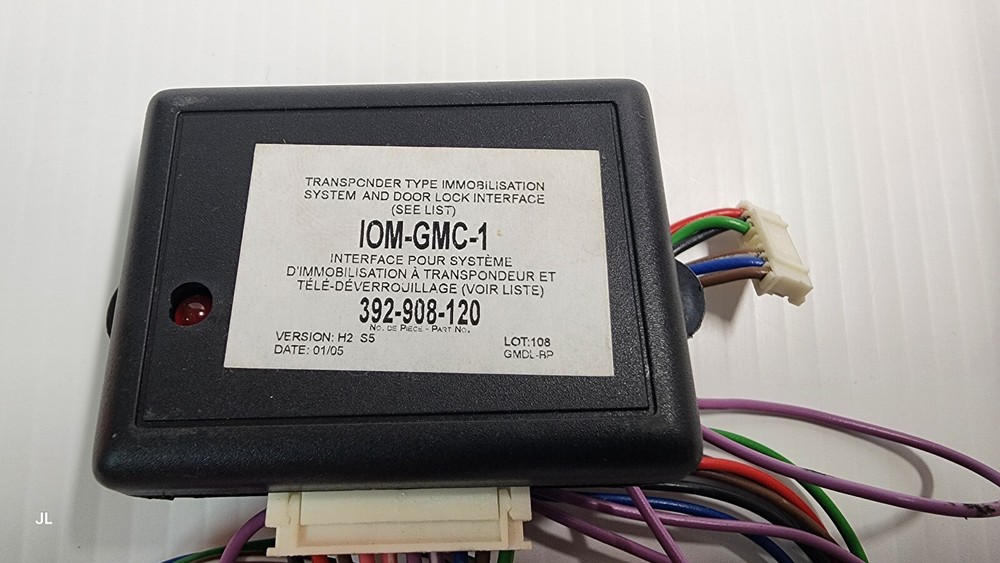 TRANSPONDER TYPE IMMOBILISATION
SYSTEM AND DOOR LOCK INTERFACE
(SEE LIST)
IOM-GMC-1
INTERFACE POUR SYSTÈME
D'IMMOBILISATION À TRANSPONDEUR ET
TÉLÉ-DÉVERROUILLAGE (VOIR LISTE)
392-908-120
No. DE PIECE - PART No.
VERSION: H2 S5
DATE: 01/05
LOT:108
GMDL-BP
JL